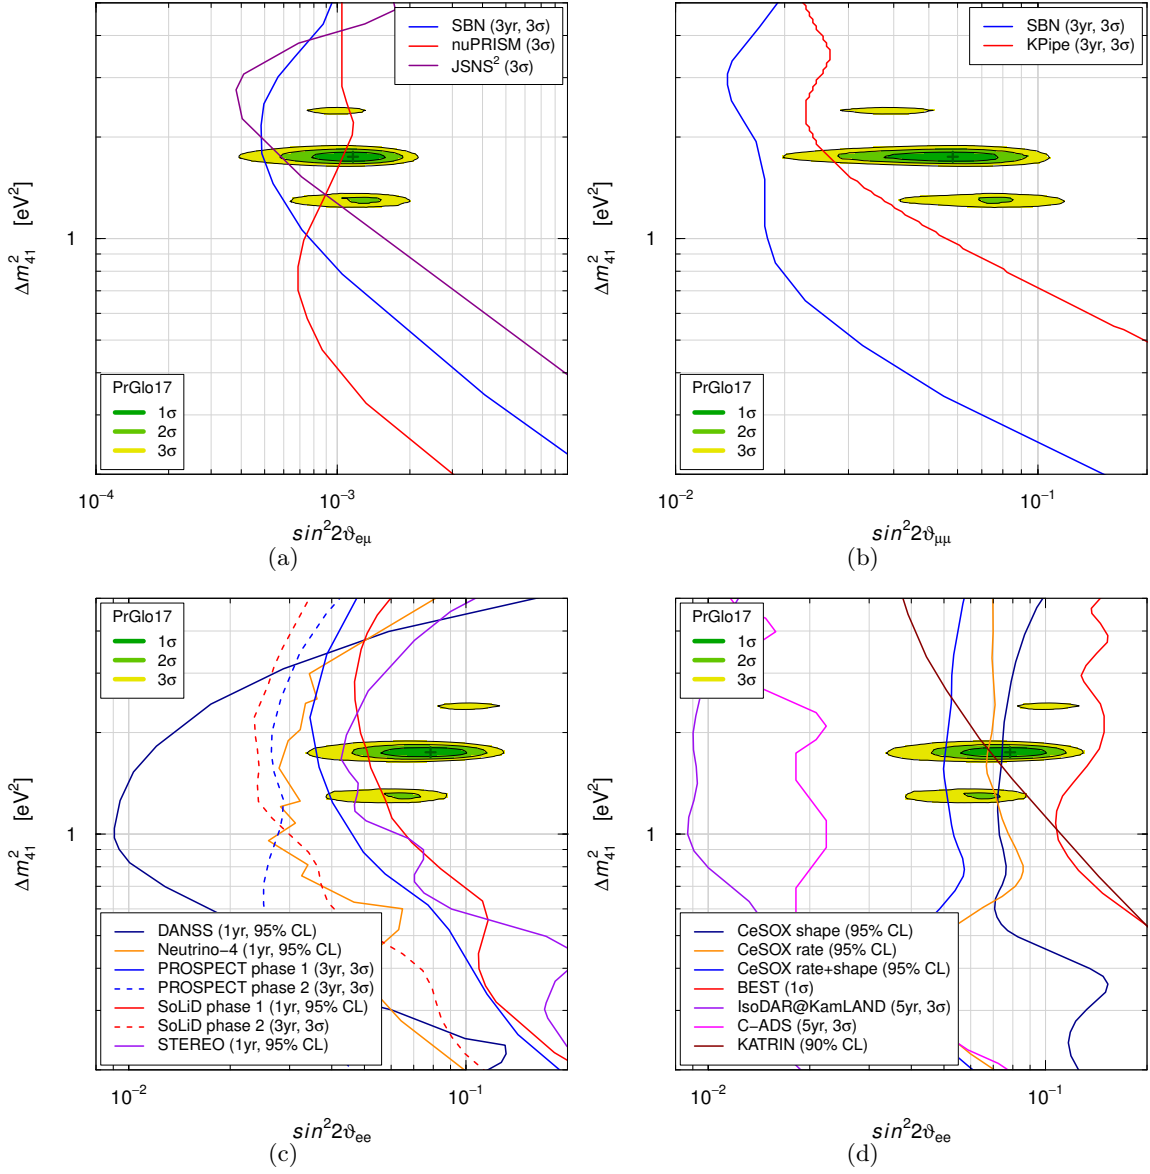 SBN (3yr, 3σ)
nuPRISM (3σ)
JSNS² (3σ)
PrGlo17
1σ
2σ
3σ
Δm²₄₁ [eV²]
1
10⁻⁴
10⁻³
sin²2ϑeμ
(a)
SBN (3yr, 3σ)
KPipe (3yr, 3σ)
PrGlo17
1σ
2σ
3σ
Δm²₄₁ [eV²]
1
10⁻²
10⁻¹
sin²2ϑμμ
(b)
PrGlo17
1σ
2σ
3σ
Δm²₄₁ [eV²]
1
DANSS (1yr, 95% CL)
Neutrino−4 (1yr, 95% CL)
PROSPECT phase 1 (3yr, 3σ)
PROSPECT phase 2 (3yr, 3σ)
SoLiD phase 1 (1yr, 95% CL)
SoLiD phase 2 (3yr, 3σ)
STEREO (1yr, 95% CL)
10⁻²
10⁻¹
sin²2ϑee
(c)
PrGlo17
1σ
2σ
3σ
Δm²₄₁ [eV²]
1
CeSOX shape (95% CL)
CeSOX rate (95% CL)
CeSOX rate+shape (95% CL)
BEST (1σ)
IsoDAR@KamLAND (5yr, 3σ)
C−ADS (5yr, 3σ)
KATRIN (90% CL)
10⁻²
10⁻¹
sin²2ϑee
(d)